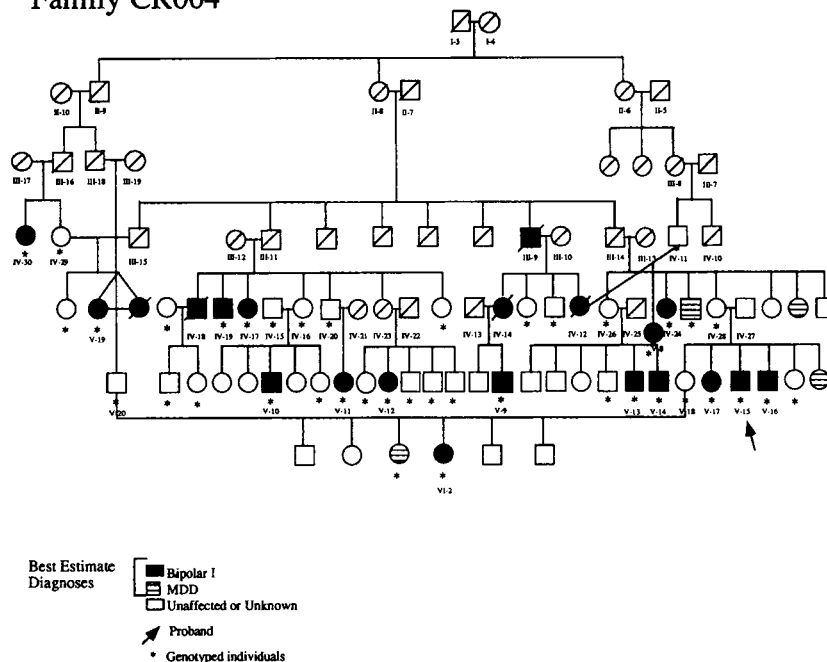 Family CR004
I-3 I-4
II-10 II-9 II-8 II-7 II-6 II-5
III-17 III-16 III-18 III-19 III-8 III-7
IV-30 IV-29 III-15 III-12 III-11 III-9 III-10 III-14 III-13 IV-11 IV-10
* *
V-19 IV-18 IV-19 IV-17 IV-15 IV-16 IV-20 IV-21 IV-23 IV-22 IV-13 IV-14 IV-12 IV-26 IV-25 IV-24 IV-28 IV-27
V-20 V-10 V-11 V-12 V-9 V-13 V-14 V-18 V-17 V-15 V-16
VI-2
Best Estimate
Diagnoses
Bipolar I
MDD
Unaffected or Unknown
Proband
* Genotyped individuals